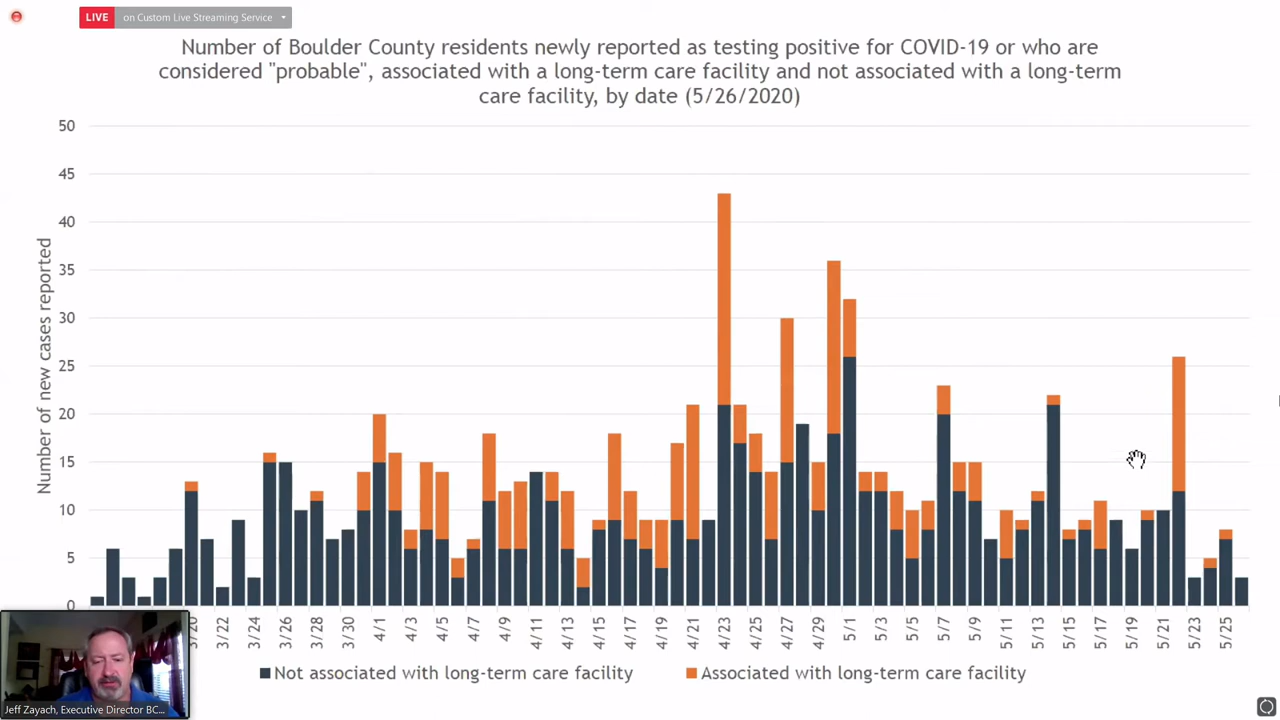 LIVE on Custom Live Streaming Service
Number of Boulder County residents newly reported as testing positive for COVID-19 or who are
considered "probable", associated with a long-term care facility and not associated with a long-term
care facility, by date (5/26/2020)
Number of new cases reported
50
45
40
35
30
25
20
15
10
5
0
3/20 3/22 3/24 3/26 3/28 3/30 4/1 4/3 4/5 4/7 4/9 4/11 4/13 4/15 4/17 4/19 4/21 4/23 4/25 4/27 4/29 5/1 5/3 5/5 5/7 5/9 5/11 5/13 5/15 5/17 5/19 5/21 5/23 5/25
Not associated with long-term care facility Associated with long-term care facility
Jeff Zayach, Executive Director BC...